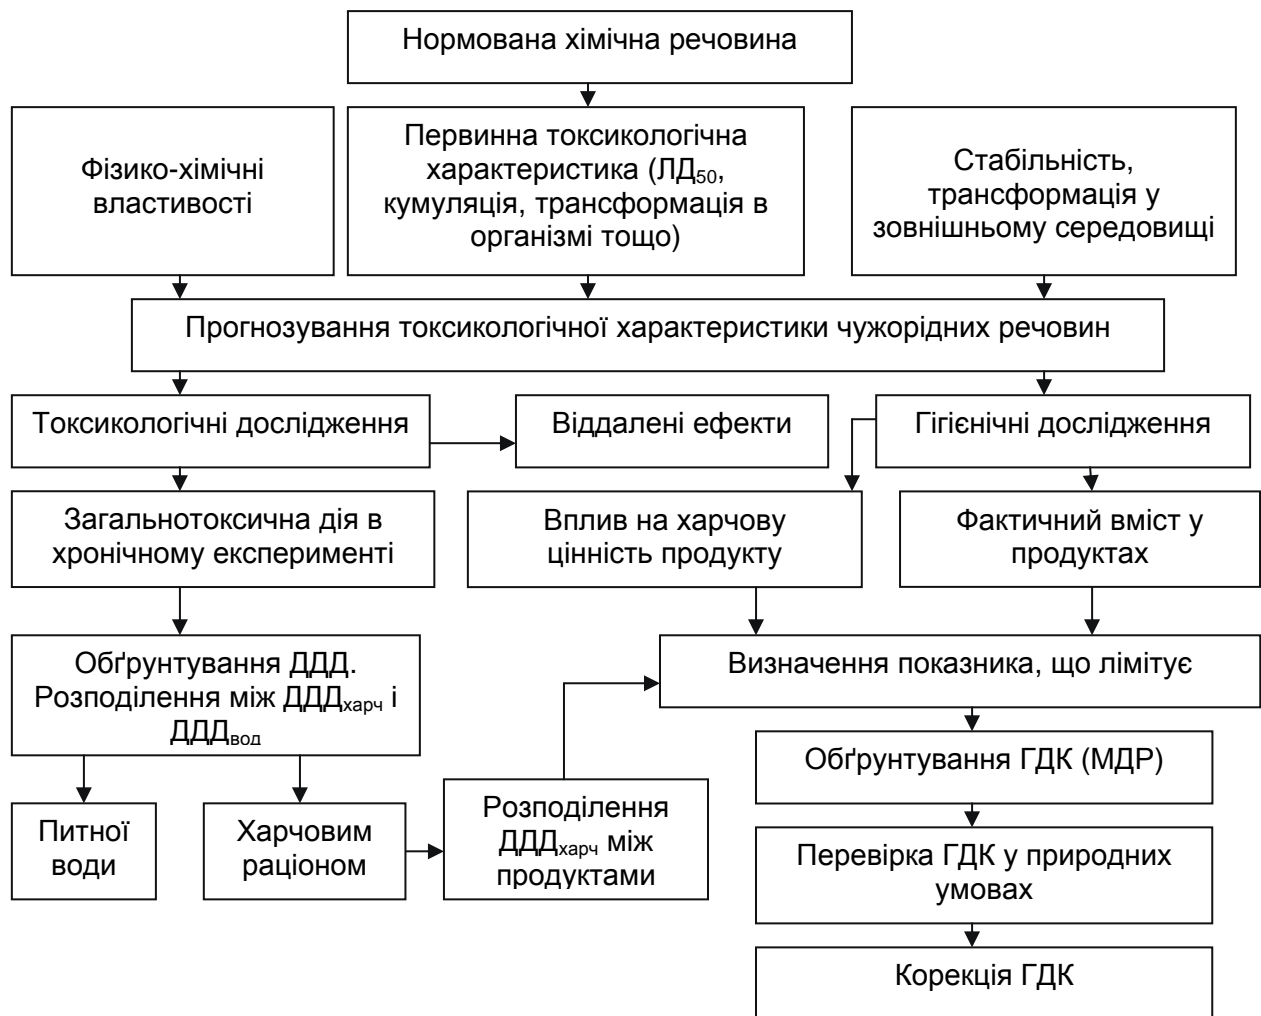 Нормована хімічна речовина
Фізико-хімічні
властивості
Первинна токсикологічна
характеристика (ЛД₅₀,
кумуляція, трансформація в
організмі тощо)
Стабільність,
трансформація у
зовнішньому середовищі
Прогнозування токсикологічної характеристики чужорідних речовин
Токсикологічні дослідження
Віддалені ефекти
Гігієнічні дослідження
Загальнотоксична дія в
хронічному експерименті
Вплив на харчову
цінність продукту
Фактичний вміст у
продуктах
Обґрунтування ДДД.
Розподілення між ДДДхарч і
ДДДвод
Визначення показника, що лімітує
Обґрунтування ГДК (МДР)
Питної
води
Харчовим
раціоном
Розподілення
ДДДхарч між
продуктами
Перевірка ГДК у природних
умовах
Корекція ГДК